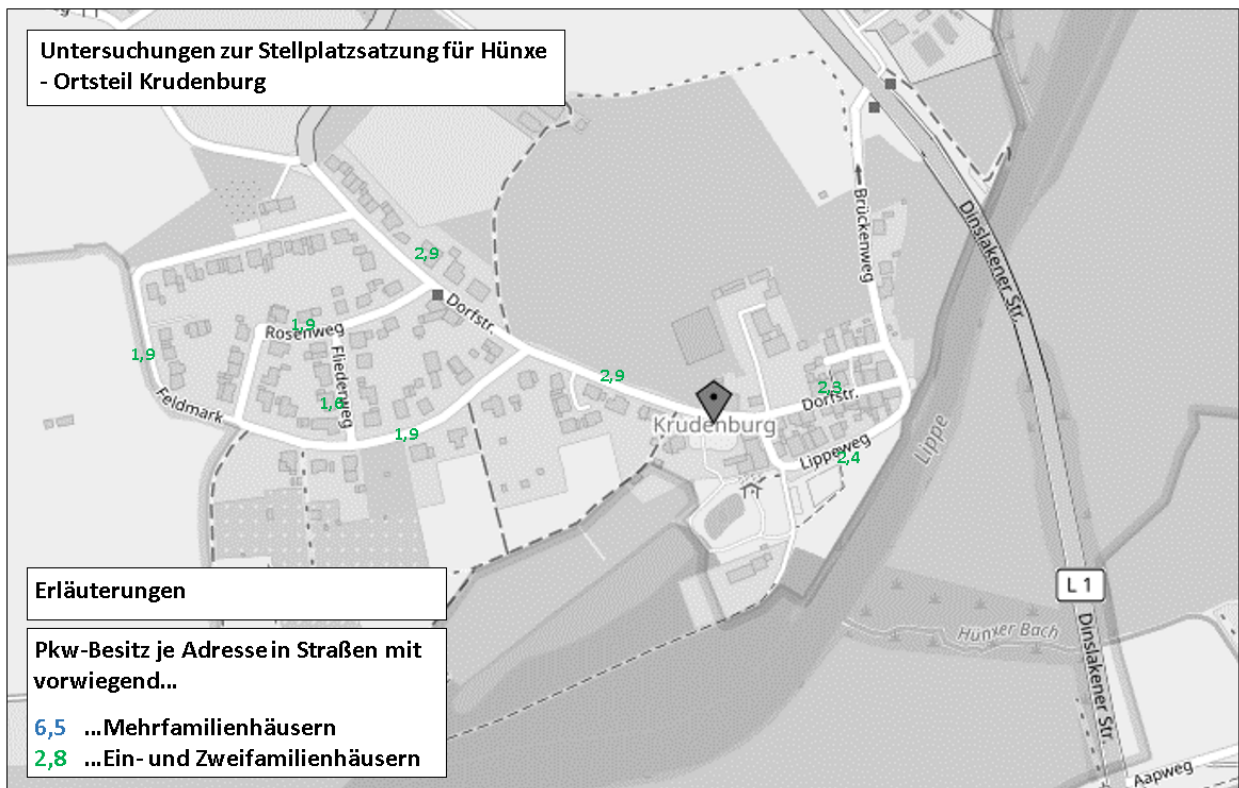 Untersuchungen zur Stellplatzsatzung für Hünxe
- Ortsteil Krudenburg
Brückenweg
Dinslakener Str.
2,9
Dorfstr.
1,9
Rosenweg
1,9
Fliederweg
2,9
2,3
Dorfstr.
Feldmark
1,9
Krudenburg
Lippeweg
2,4
Lippe
L 1
Hünxer Bach
Dinslakener Str.
Aapweg
Erläuterungen
Pkw-Besitz je Adresse in Straßen mit
vorwiegend...
6,5 ...Mehrfamilienhäusern
2,8 ...Ein- und Zweifamilienhäusern